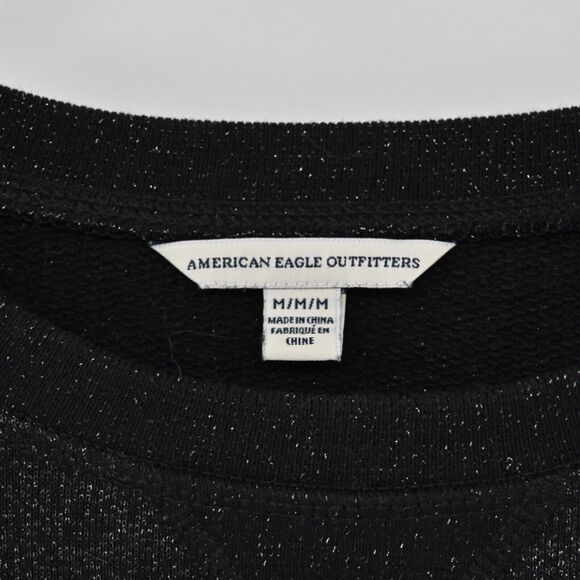 AMERICAN EAGLE OUTFITTERS
M/M/M
MADE IN CHINA
FABRIQUÉ EN
CHINE